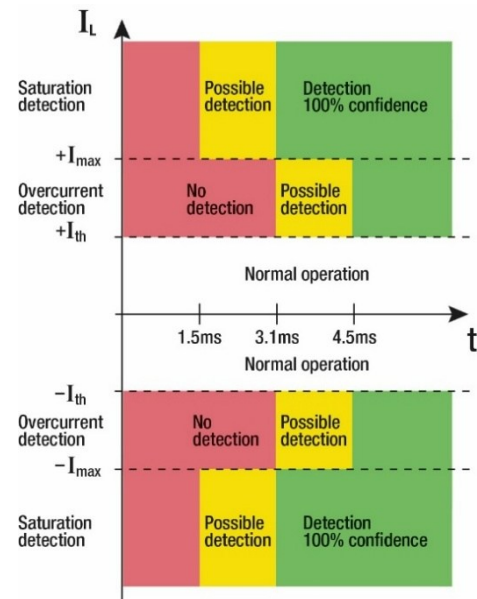 I_L
Saturation
detection
Possible
detection
Detection
100% confidence
+I_max
Overcurrent
detection
No
detection
Possible
detection
+I_th
Normal operation
1.5ms
3.1ms
4.5ms
t
Normal operation
−I_th
Overcurrent
detection
No
detection
Possible
detection
−I_max
Saturation
detection
Possible
detection
Detection
100% confidence